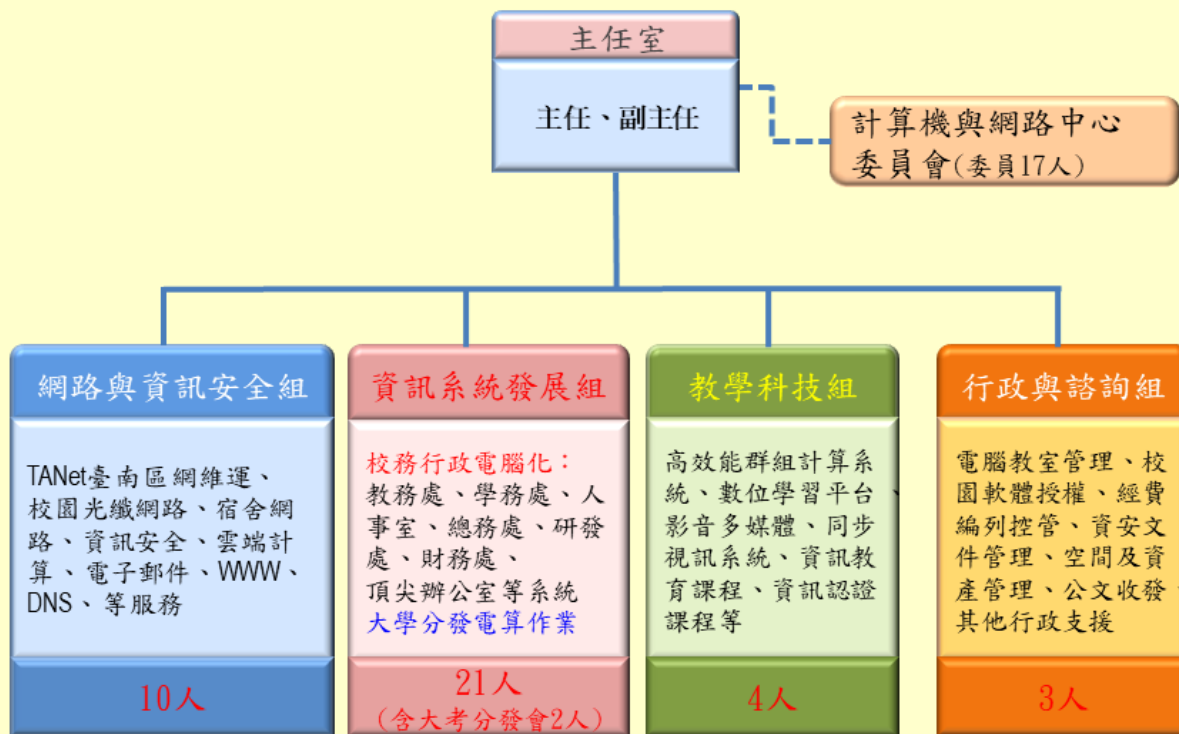 主任室
主任、副主任
計算機與網路中心
委員會(委員17人)
網路與資訊安全組
TANet臺南區網維運、
校園光纖網路、宿舍網
路、資訊安全、雲端計
算、電子郵件、WWW、
DNS、等服務
10人
資訊系統發展組
校務行政電腦化：
教務處、學務處、人
事室、總務處、研發
處、財務處、
頂尖辦公室等系統
大學分發電算作業
21人
(含大考分發會2人)
教學科技組
高效能群組計算系
統、數位學習平台、
影音多媒體、同步
視訊系統、資訊教
育課程、資訊認證
課程等
4人
行政與諮詢組
電腦教室管理、校
園軟體授權、經費
編列控管、資安文
件管理、空間及資
產管理、公文收發、
其他行政支援
3人